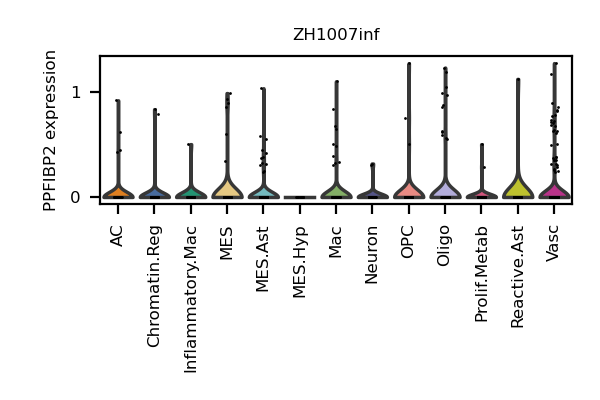 ZH1007inf
PPFIBP2 expression
1
0
AC
Chromatin.Reg
Inflammatory.Mac
MES
MES.Ast
MES.Hyp
Mac
Neuron
OPC
Oligo
Prolif.Metab
Reactive.Ast
Vasc